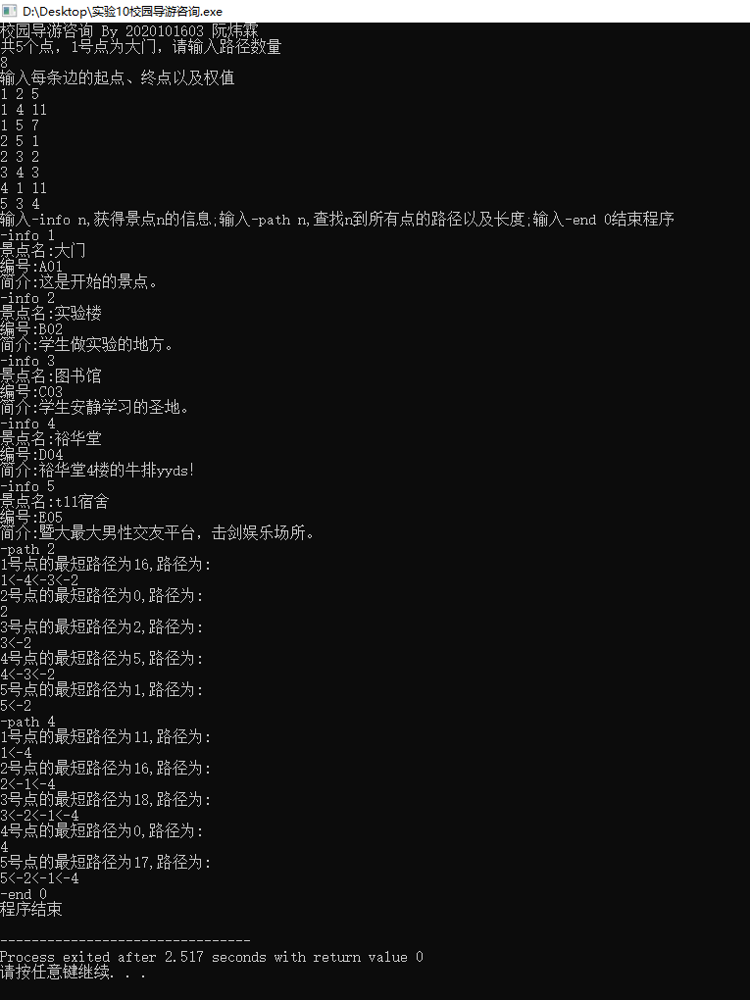 D:\Desktop\实验10校园导游咨询.exe
校园导游咨询 By 2020101603 阮炜霖
共5个点，1号点为大门，请输入路径数量
8
输入每条边的起点、终点以及权值
1 2 5
1 4 11
1 5 7
2 5 1
2 3 2
3 4 3
4 1 11
5 3 4
输入-info n,获得景点n的信息;输入-path n,查找n到所有点的路径以及长度;输入-end 0结束程序
-info 1
景点名:大门
编号:A01
简介:这是开始的景点。
-info 2
景点名:实验楼
编号:B02
简介:学生做实验的地方。
-info 3
景点名:图书馆
编号:C03
简介:学生安静学习的圣地。
-info 4
景点名:裕华堂
编号:D04
简介:裕华堂4楼的牛排yyds!
-info 5
景点名:t11宿舍
编号:E05
简介:暨大最大男性交友平台，击剑娱乐场所。
-path 2
1号点的最短路径为16,路径为:
1<-4<-3<-2
2号点的最短路径为0,路径为:
2
3号点的最短路径为2,路径为:
3<-2
4号点的最短路径为5,路径为:
4<-3<-2
5号点的最短路径为1,路径为:
5<-2
-path 4
1号点的最短路径为11,路径为:
1<-4
2号点的最短路径为16,路径为:
2<-1<-4
3号点的最短路径为18,路径为:
3<-2<-1<-4
4号点的最短路径为0,路径为:
4
5号点的最短路径为17,路径为:
5<-2<-1<-4
-end 0
程序结束
--------------------------------
Process exited after 2.517 seconds with return value 0
请按任意键继续. . .